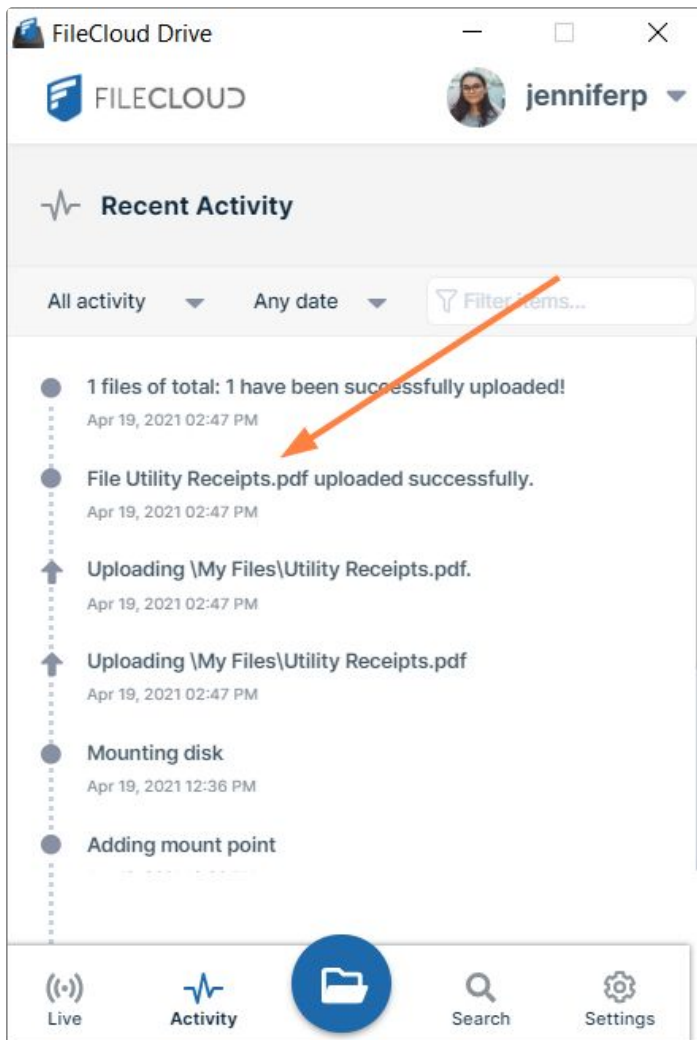 FileCloud Drive
FILECLOUD
jenniferp
Recent Activity
All activity
Any date
Filter items...
1 files of total: 1 have been successfully uploaded!
Apr 19, 2021 02:47 PM
File Utility Receipts.pdf uploaded successfully.
Apr 19, 2021 02:47 PM
Uploading \My Files\Utility Receipts.pdf.
Apr 19, 2021 02:47 PM
Uploading \My Files\Utility Receipts.pdf
Apr 19, 2021 02:47 PM
Mounting disk
Apr 19, 2021 12:36 PM
Adding mount point
Live
Activity
Search
Settings